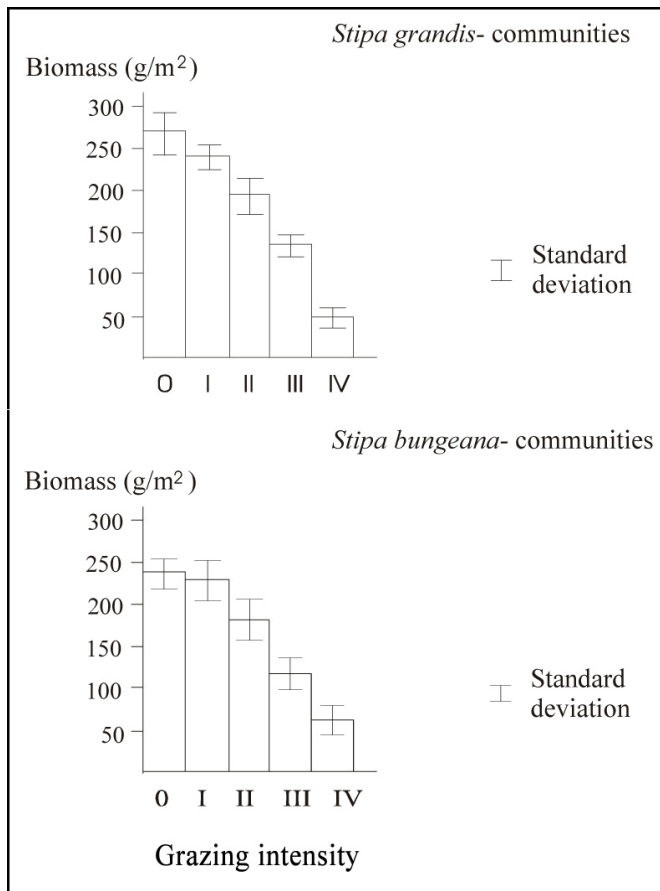 Stipa grandis- communities
Biomass (g/m²)
300
250
200
150
100
50
Standard
deviation
O I II III IV
Stipa bungeana- communities
Biomass (g/m²)
300
250
200
150
100
50
Standard
deviation
0 I II III IV
Grazing intensity